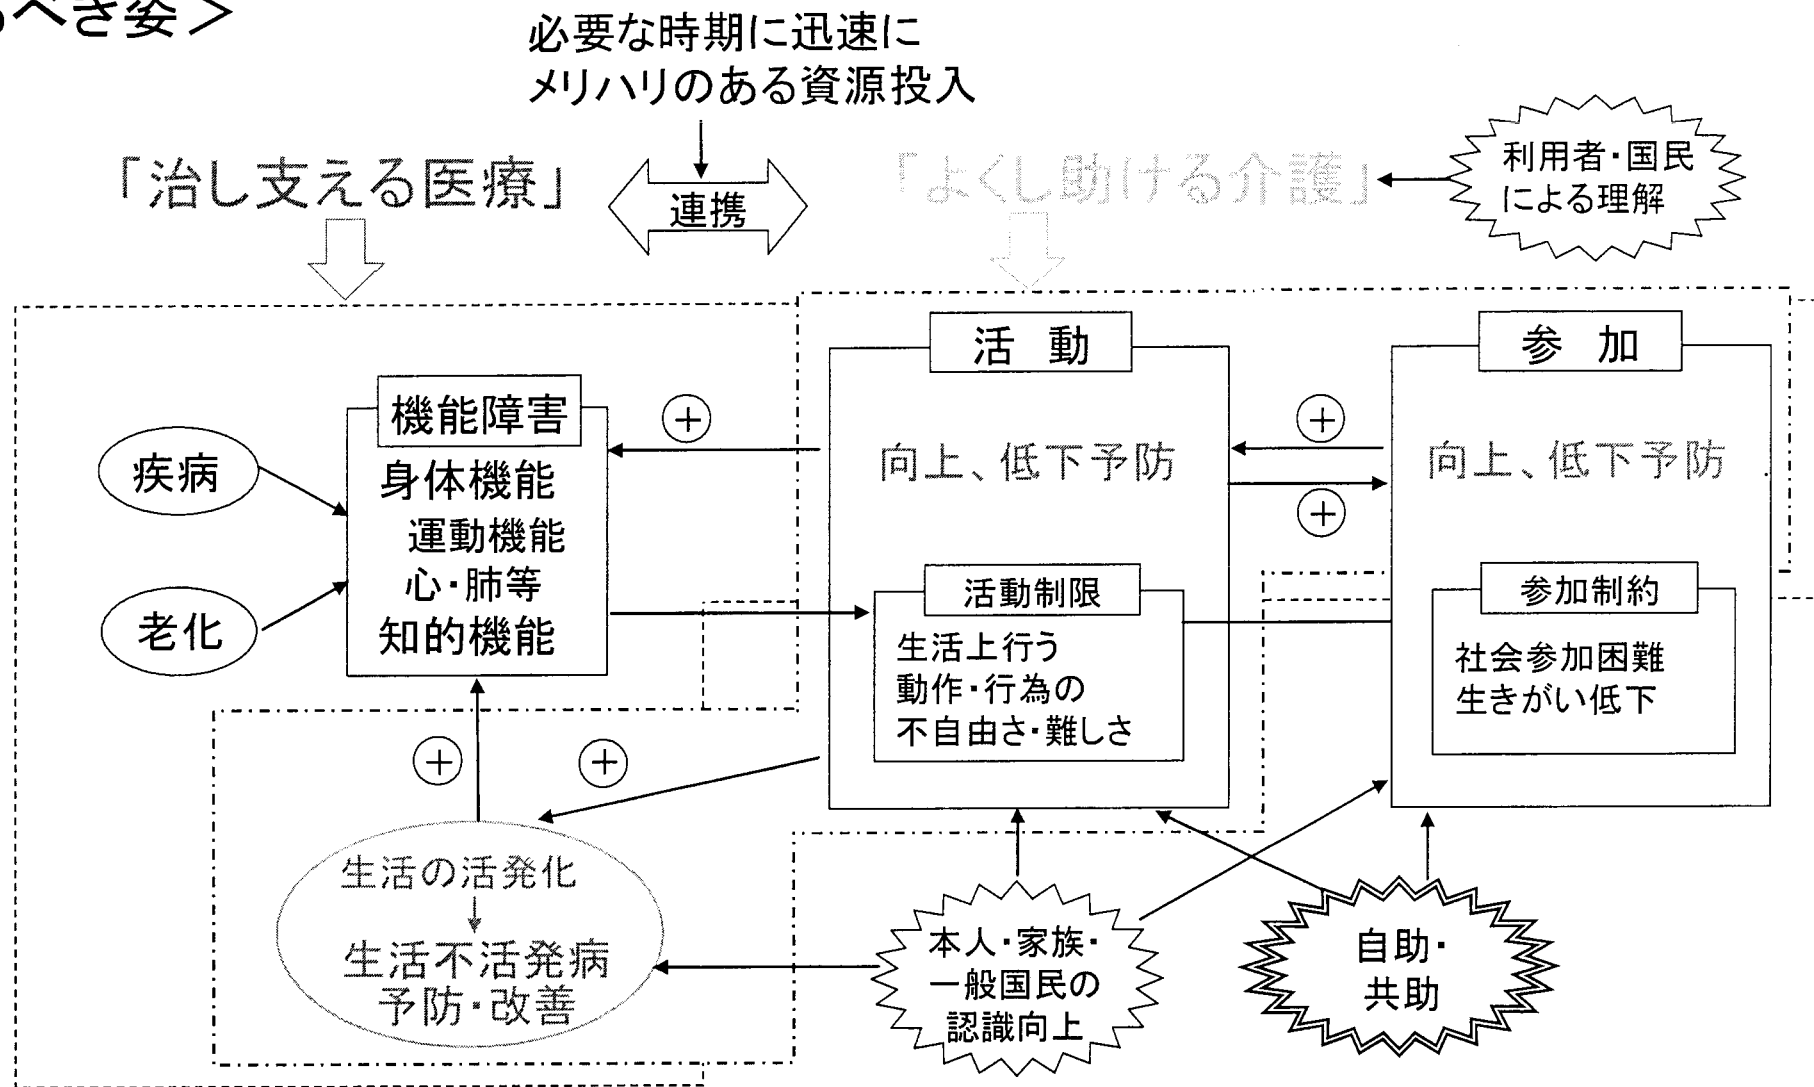 べき姿>
必要な時期に迅速に
メリハリのある資源投入
「治し支える医療」
連携
「よくし助ける介護」
利用者・国民
による理解
活 動
参 加
機能障害
+
+
疾病
身体機能
向上、低下予防
向上、低下予防
運動機能
+
心・肺等
活動制限
参加制約
老化
知的機能
生活上行う
動作・行為の
不自由さ・難しさ
社会参加困難
生きがい低下
+
+
生活の活発化
生活不活発病
予防・改善
本人・家族・
一般国民の
認識向上
自助・
共助